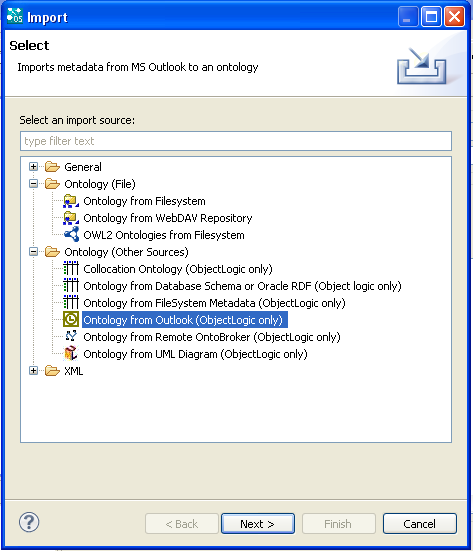 OS Import
Select
Imports metadata from MS Outlook to an ontology
Select an import source:
type filter text
General
Ontology (File)
Ontology from Filesystem
Ontology from WebDAV Repository
OWL2 Ontologies from Filesystem
Ontology (Other Sources)
Collocation Ontology (ObjectLogic only)
Ontology from Database Schema or Oracle RDF (Object logic only)
Ontology from FileSystem Metadata (ObjectLogic only)
Ontology from Outlook (ObjectLogic only)
Ontology from Remote OntoBroker (ObjectLogic only)
Ontology from UML Diagram (ObjectLogic only)
XML
? < Back Next > Finish Cancel